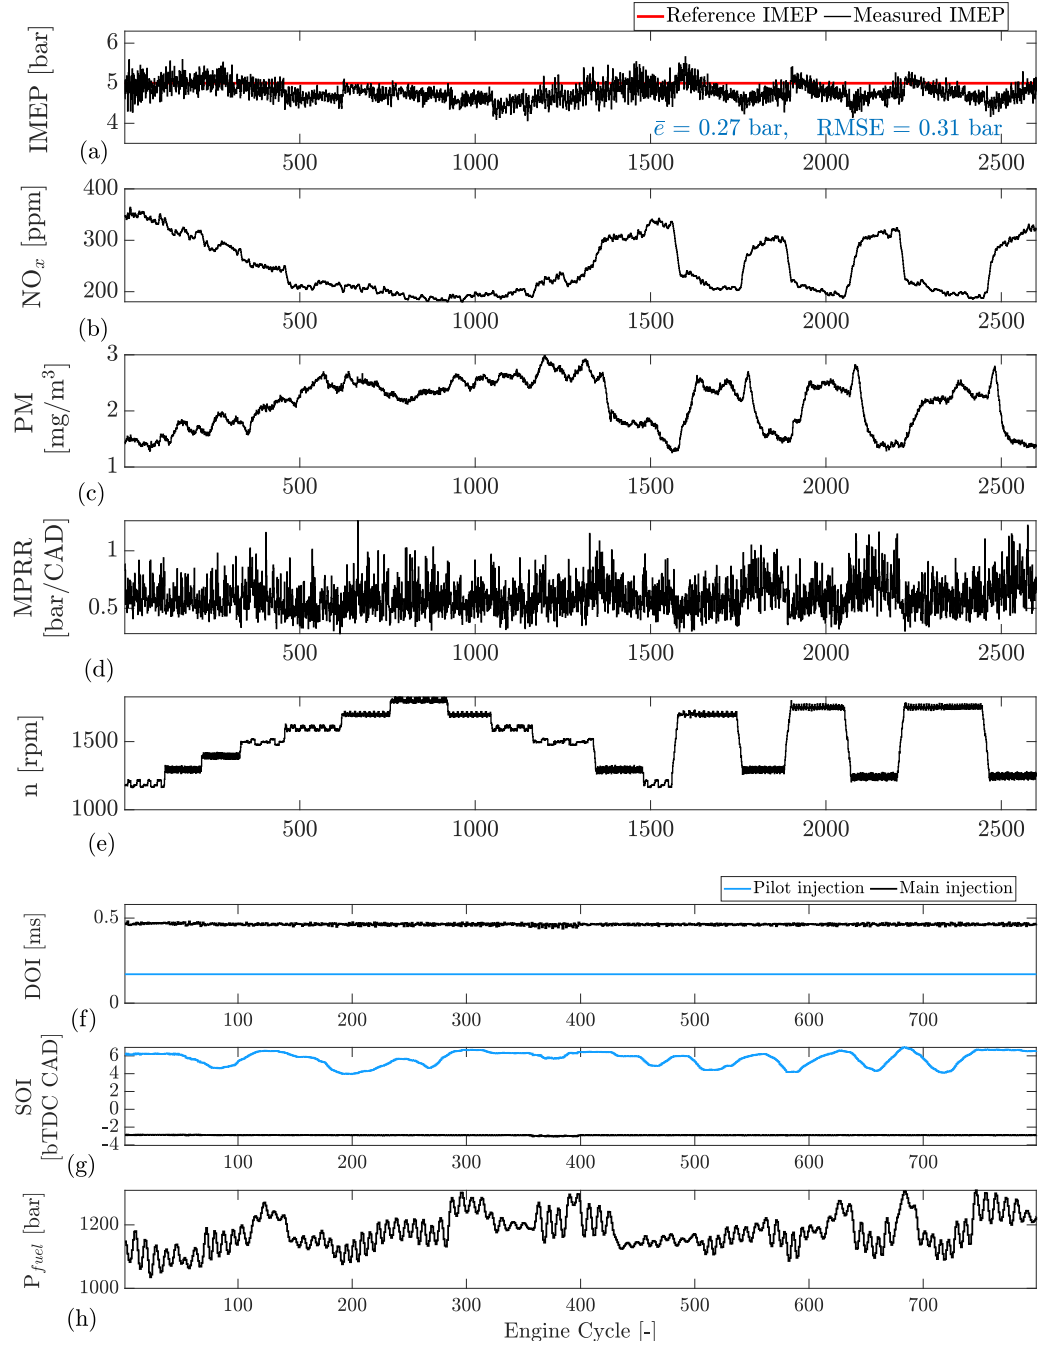 Reference IMEP Measured IMEP
IMEP [bar]
6
5
4
ē = 0.27 bar, RMSE = 0.31 bar
(a)
500 1000 1500 2000 2500
NOx [ppm]
400
300
200
(b)
500 1000 1500 2000 2500
PM
[mg/m³]
3
2
1
(c)
500 1000 1500 2000 2500
MPRR
[bar/CAD]
1
0.5
(d)
500 1000 1500 2000 2500
n [rpm]
1500
1000
(e)
500 1000 1500 2000 2500
Pilot injection Main injection
DOI [ms]
0.5
0
(f)
100 200 300 400 500 600 700
SOI
[bTDC CAD]
6
4
2
0
-2
-4
(g)
100 200 300 400 500 600 700
Pfuel [bar]
1200
1000
(h)
100 200 300 400 500 600 700
Engine Cycle [-]